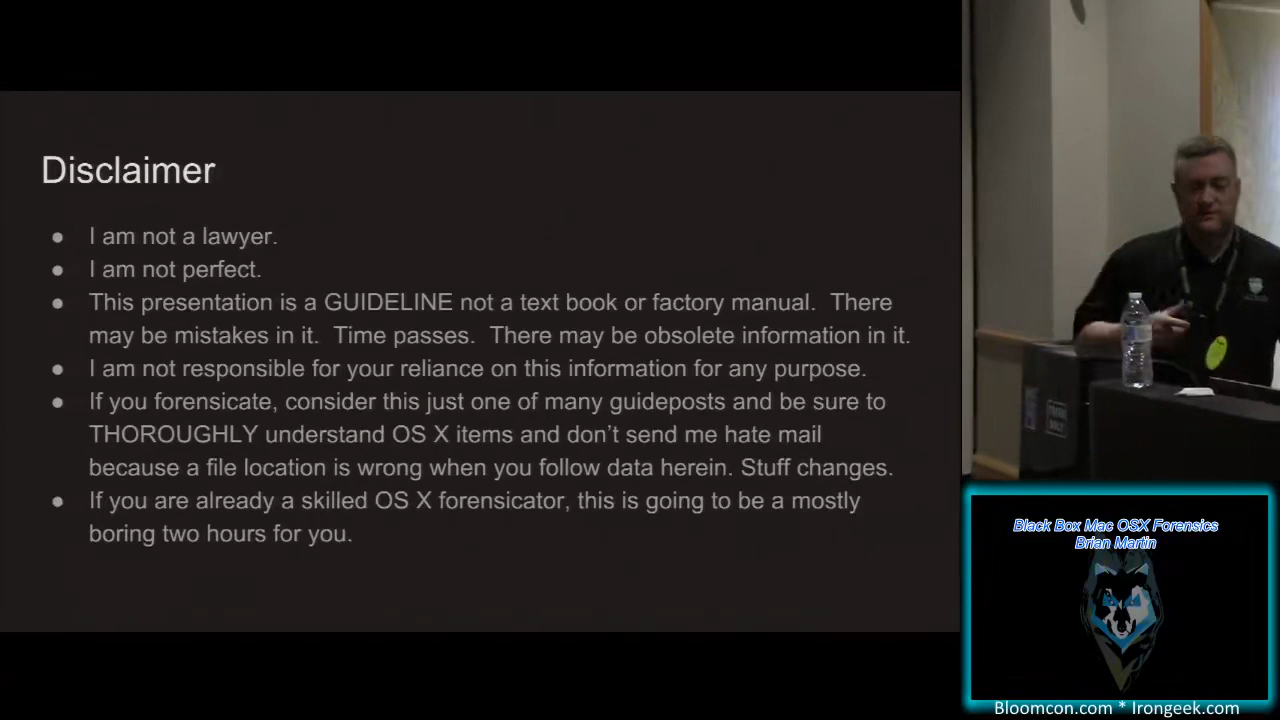 Disclaimer
● I am not a lawyer.
● I am not perfect.
● This presentation is a GUIDELINE not a text book or factory manual.  There
may be mistakes in it.  Time passes.  There may be obsolete information in it.
● I am not responsible for your reliance on this information for any purpose.
● If you forensicate, consider this just one of many guideposts and be sure to
THOROUGHLY understand OS X items and don’t send me hate mail
because a file location is wrong when you follow data herein. Stuff changes.
● If you are already a skilled OS X forensicator, this is going to be a mostly
boring two hours for you.
Black Box Mac OSX Forensics
Brian Martin
Bloomcon.com * Irongeek.com